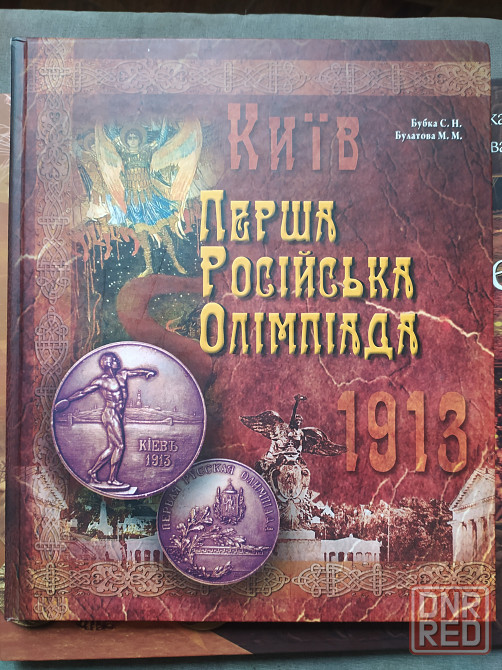 Бубка С. Н.
Булатова М. М.
Київ
Перша
Російська
Олімпіада
1913
КІЕВЪ
1913
ПЕРВАЯ РУССКАЯ ОЛИМПІАДА
DNR
RED